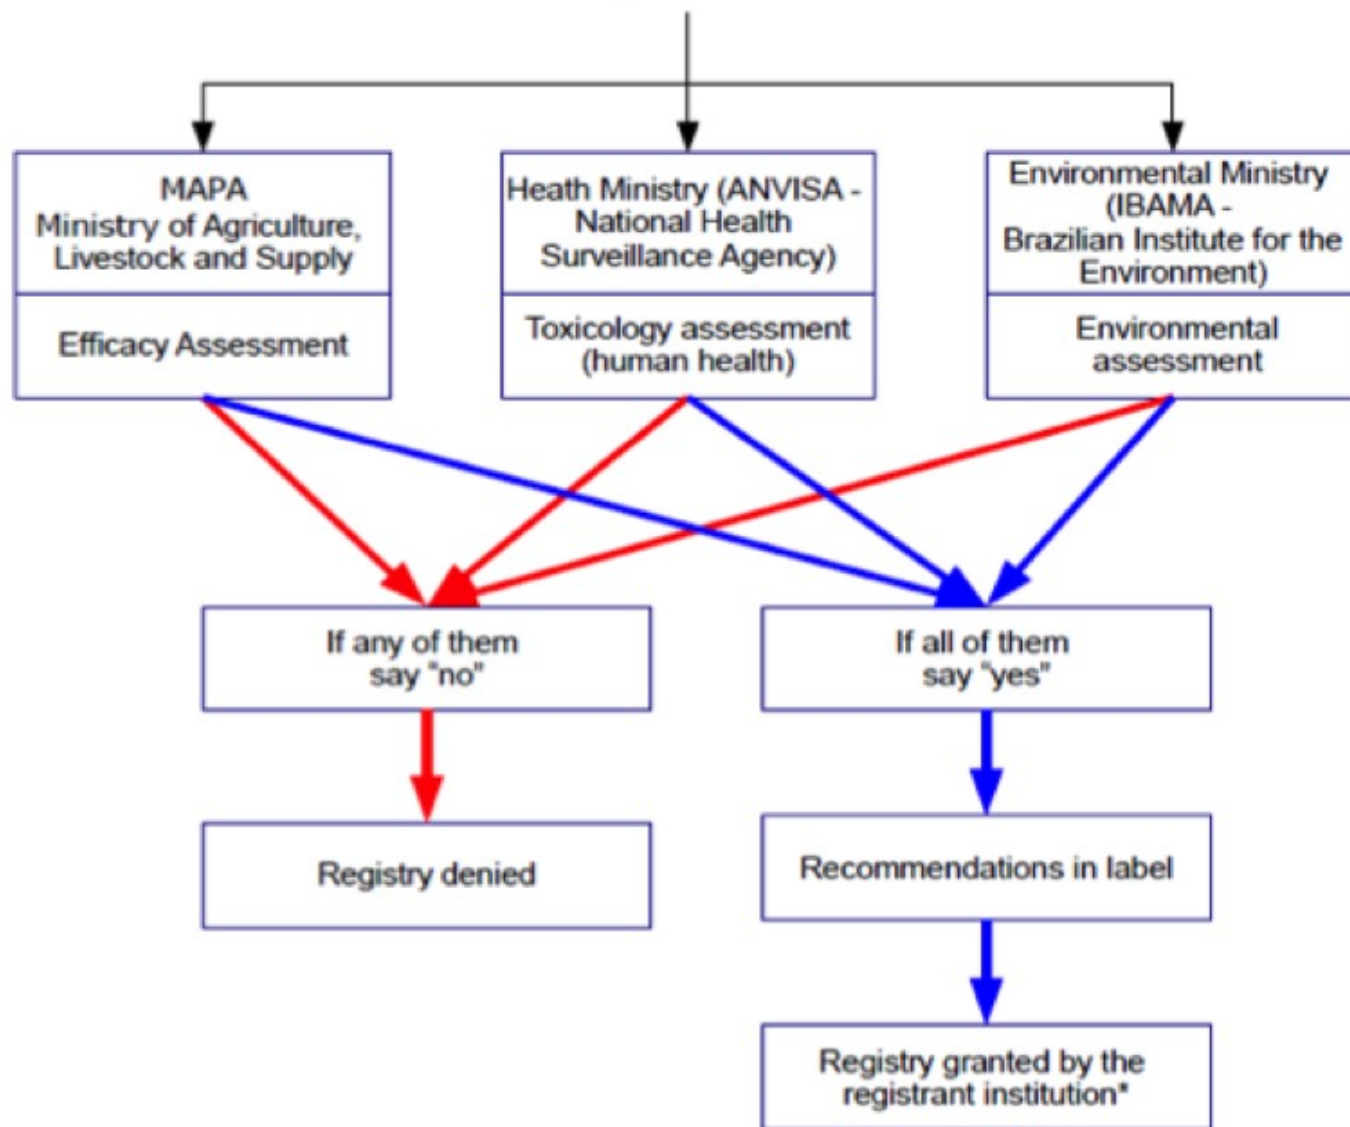 MAPA
Ministry of Agriculture,
Livestock and Supply
Efficacy Assessment
Heath Ministry (ANVISA -
National Health
Surveillance Agency)
Toxicology assessment
(human health)
Environmental Ministry
(IBAMA -
Brazilian Institute for the
Environment)
Environmental
assessment
If any of them
say "no"
If all of them
say "yes"
Registry denied
Recommendations in label
Registry granted by the
registrant institution*